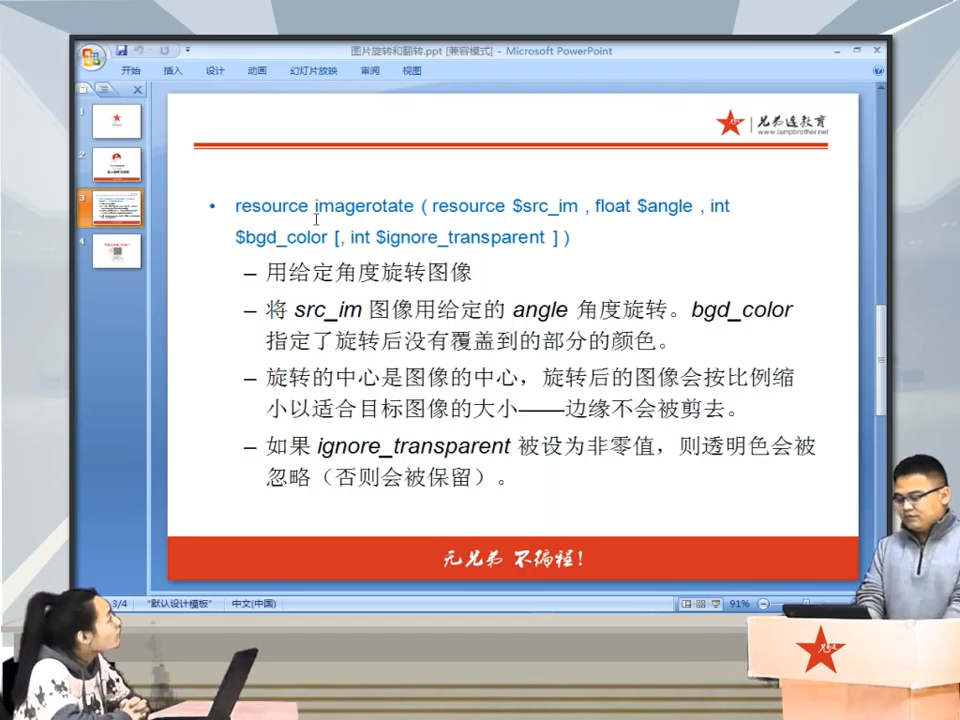 图片旋转和翻转.ppt [兼容模式] - Microsoft PowerPoint
开始 插入 设计 动画 幻灯片放映 审阅 视图
1
2
3
4
兄弟连教育
www.lampbrother.net
• resource imagerotate ( resource $src_im , float $angle , int
$bgd_color [, int $ignore_transparent ] )
– 用给定角度旋转图像
– 将 src_im 图像用给定的 angle 角度旋转。bgd_color
指定了旋转后没有覆盖到的部分的颜色。
– 旋转的中心是图像的中心，旋转后的图像会按比例缩
小以适合目标图像的大小——边缘不会被剪去。
– 如果 ignore_transparent 被设为非零值，则透明色会被
忽略（否则会被保留）。
无兄弟 不编程！
3/4 "默认设计模板" 中文(中国) 91%